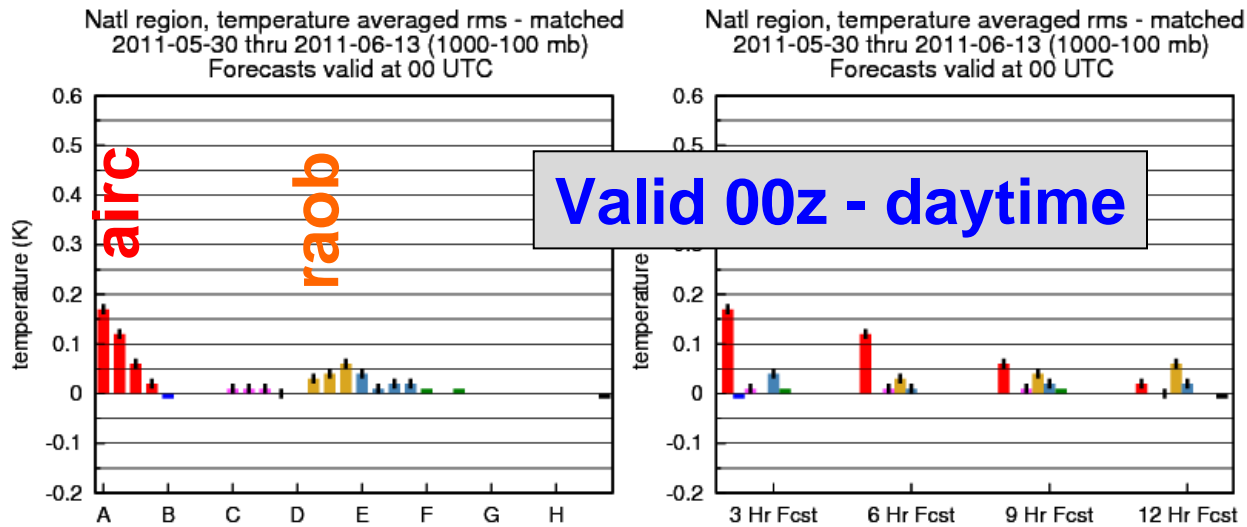 Natl region, temperature averaged rms - matched
2011-05-30 thru 2011-06-13 (1000-100 mb)
Forecasts valid at 00 UTC
temperature (K)
0.6
0.5
0.4
0.3
0.2
0.1
0
-0.1
-0.2
airc
raob
A B C D E F G H
Natl region, temperature averaged rms - matched
2011-05-30 thru 2011-06-13 (1000-100 mb)
Forecasts valid at 00 UTC
Valid 00z - daytime
0.6
0.5
0.2
0.1
0
-0.1
-0.2
3 Hr Fcst 6 Hr Fcst 9 Hr Fcst 12 Hr Fcst